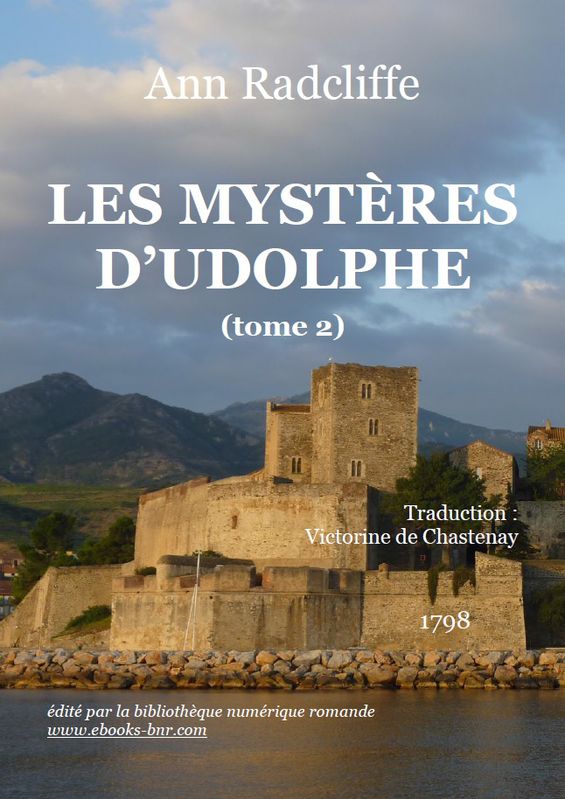 Ann Radcliffe
LES MYSTÈRES
D’UDOLPHE
(tome 2)
Traduction :
Victorine de Chastenay
1798
édité par la bibliothèque numérique romande
www.ebooks-bnr.com